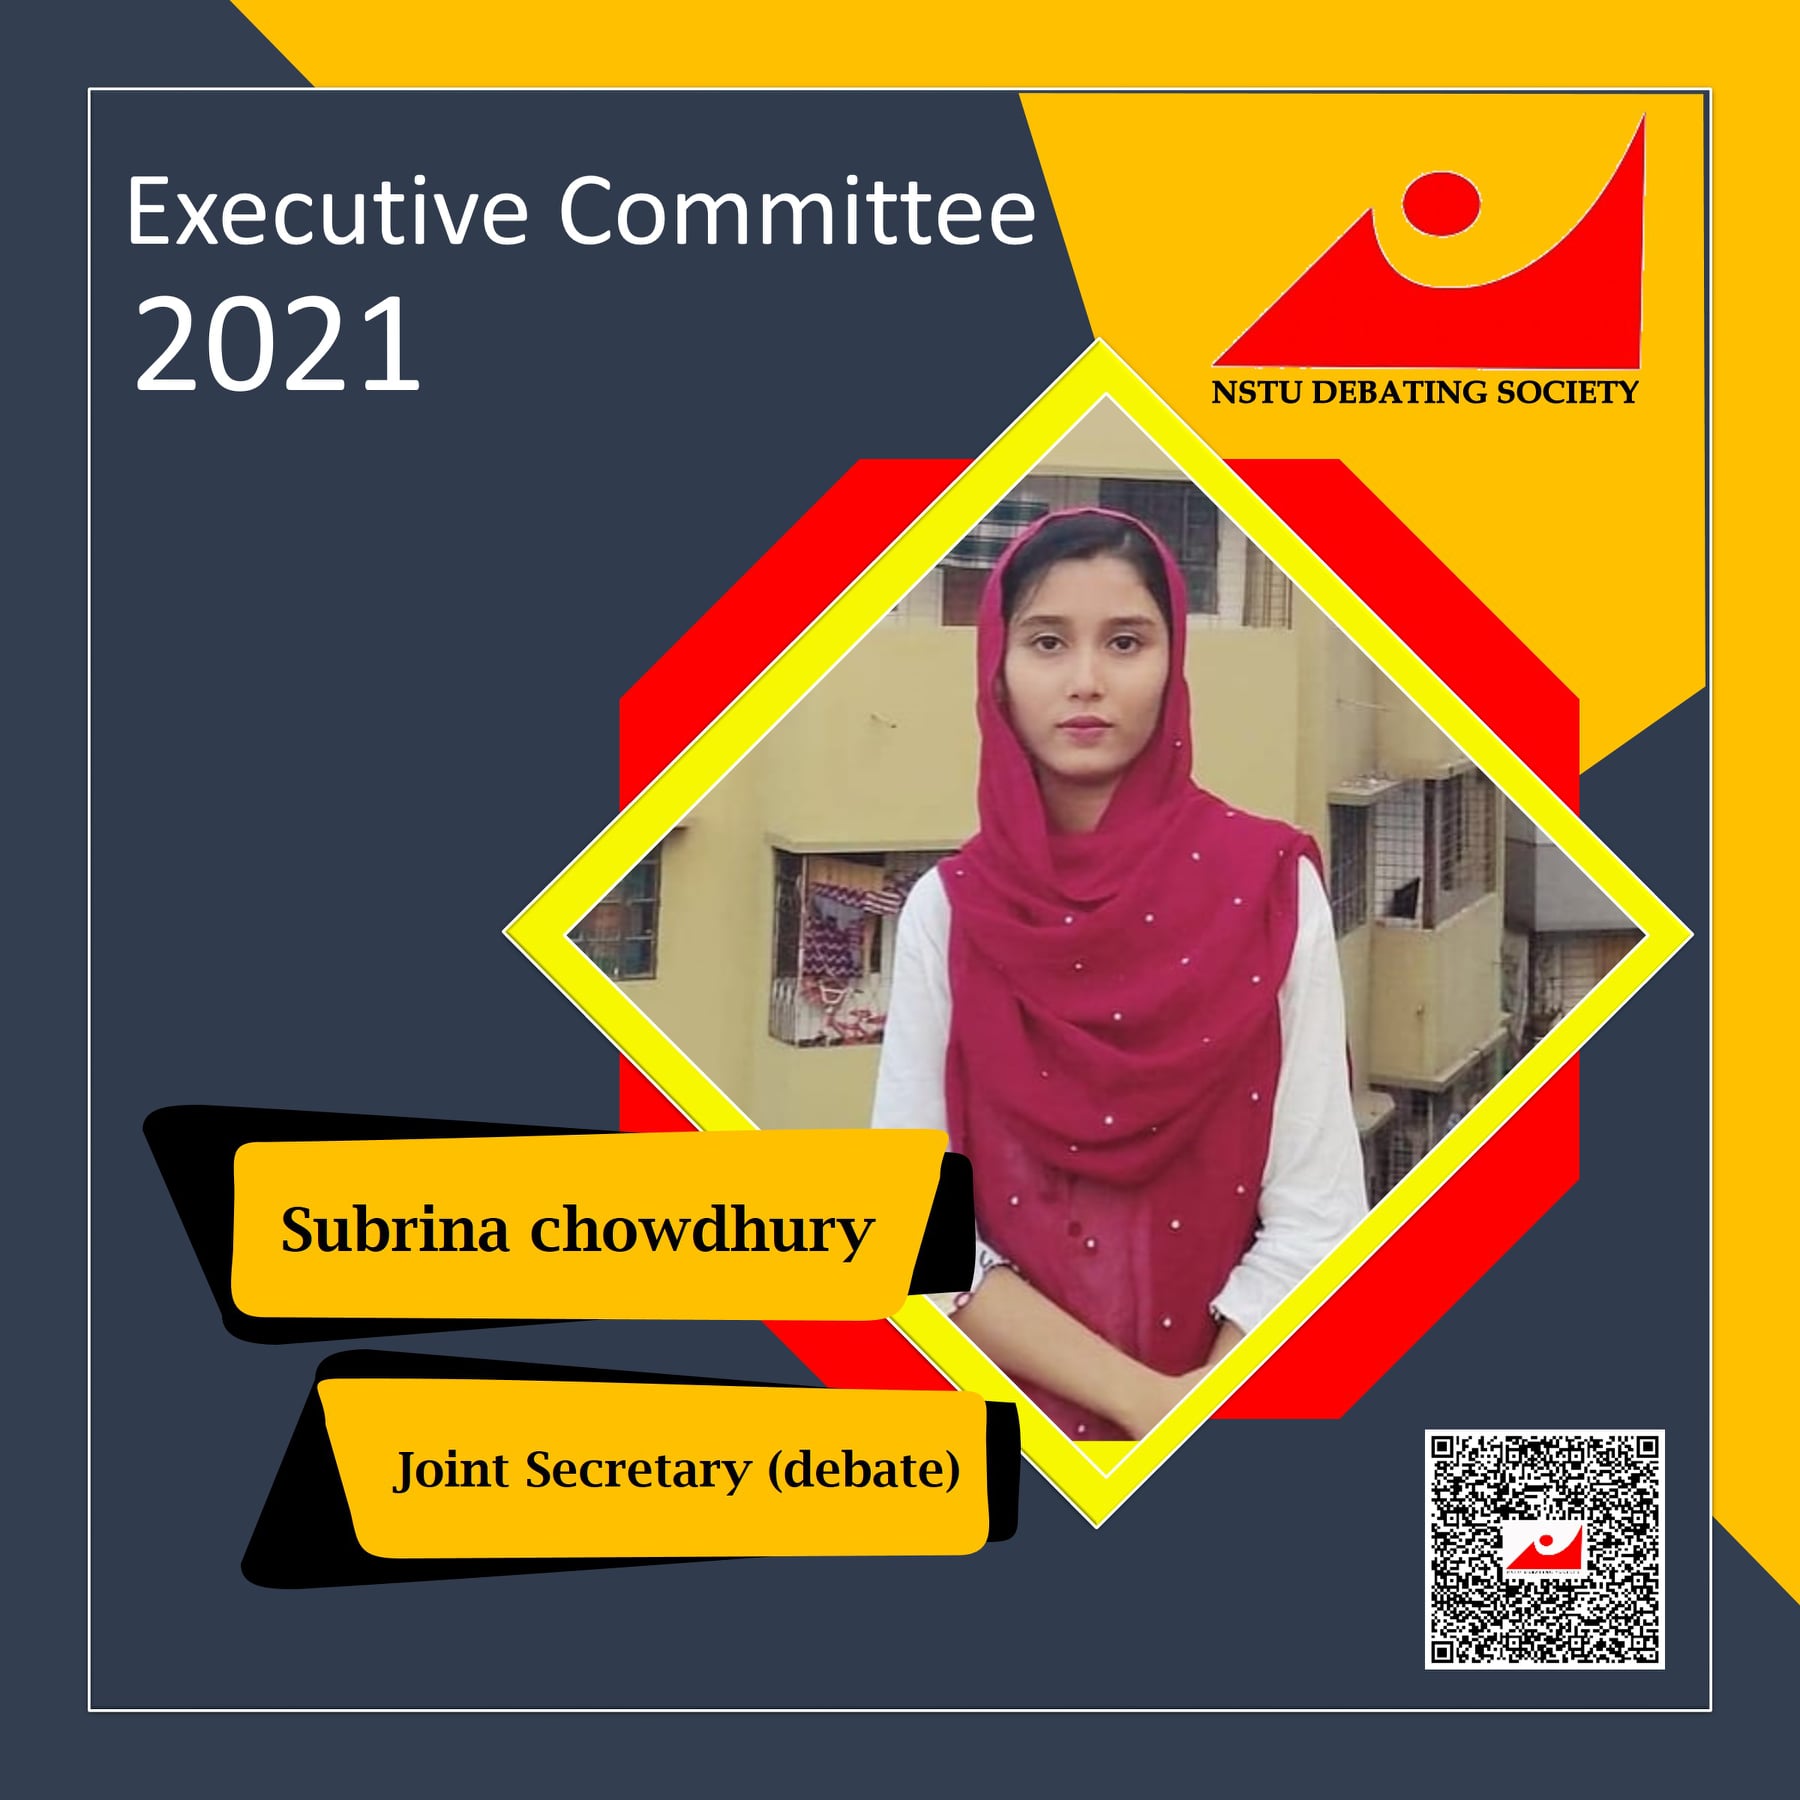 Executive Committee
2021
NSTU DEBATING SOCIETY
Subrina chowdhury
Joint Secretary (debate)